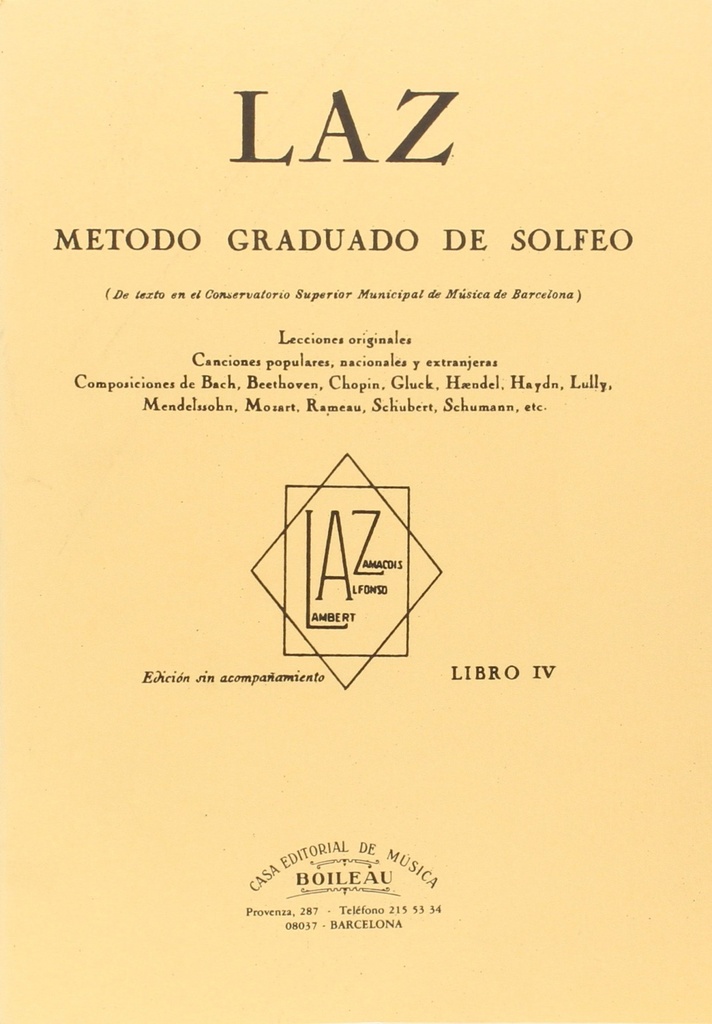 LAZ
METODO GRADUADO DE SOLFEO
(De texto en el Conservatorio Superior Municipal de Música de Barcelona)
Lecciones originales
Canciones populares, nacionales y extranjeras
Composiciones de Bach, Beethoven, Chopin, Gluck, Hændel, Haydn, Lully,
Mendelssohn, Mozart, Rameau, Schubert, Schumann, etc.
LAZ
AMACOIS
LFONSO
AMBERT
Edición sin acompañamiento
LIBRO IV
CASA EDITORIAL DE MÚSICA
BOILEAU
Provenza, 287 - Teléfono 215 53 34
08037 - BARCELONA